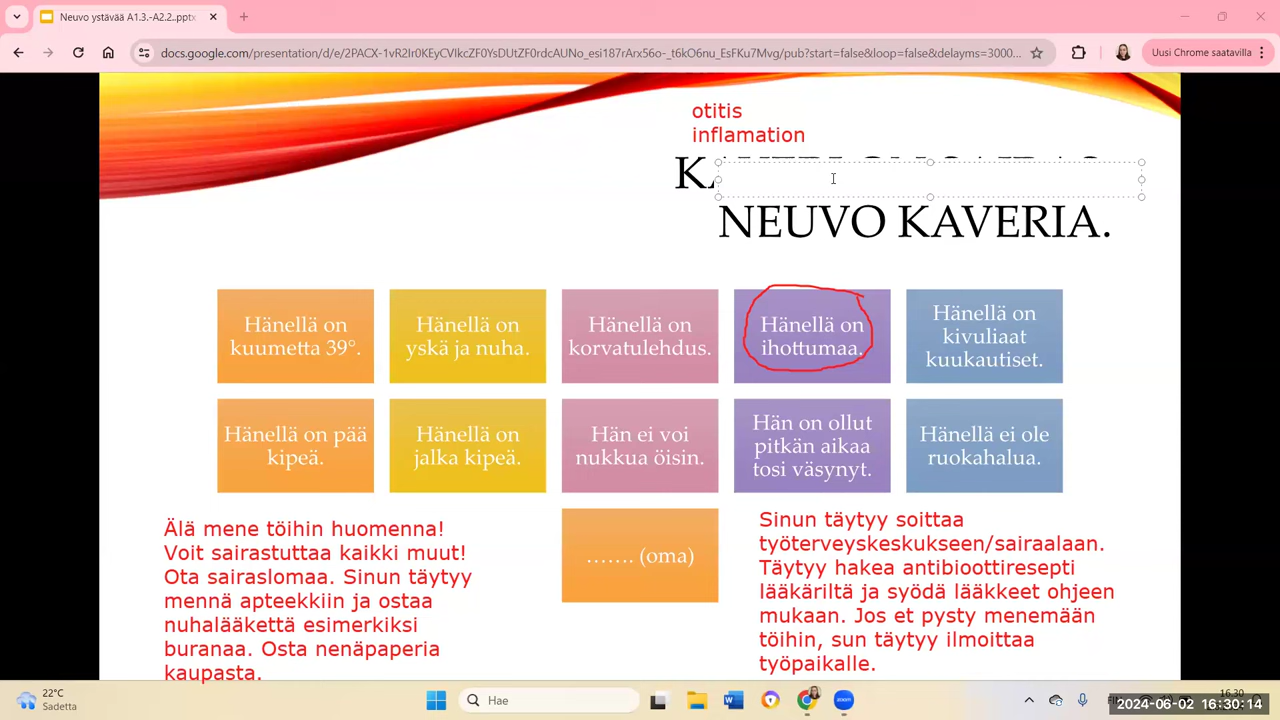 Neuvo ystävää A1.3.-A2.2..pptx
docs.google.com/presentation/d/e/2PACX-1vR2Ir0KEyCVIkcZF0YsDUtZF0rdcAUNo_esi187rArx56o-_t6kO6nu_EsFKu7Mvg/pub?start=false&loop=false&delayms=3000...
Uusi Chrome saatavilla
otitis
inflamation
NEUVO KAVERIA.
Hänellä on
kuumetta 39°.
Hänellä on
yskä ja nuha.
Hänellä on
korvatulehdus.
Hänellä on
ihottumaa.
Hänellä on
kivuliaat
kuukautiset.
Hänellä on pää
kipeä.
Hänellä on
jalka kipeä.
Hän ei voi
nukkua öisin.
Hän on ollut
pitkän aikaa
tosi väsynyt.
Hänellä ei ole
ruokahalua.
……. (oma)
Älä mene töihin huomenna!
Voit sairastuttaa kaikki muut!
Ota sairaslomaa. Sinun täytyy
mennä apteekkiin ja ostaa
nuhalääkettä esimerkiksi
buranaa. Osta nenäpaperia
kaupasta.
Sinun täytyy soittaa
työterveyskeskukseen/sairaalaan.
Täytyy hakea antibioottiresepti
lääkäriltä ja syödä lääkkeet ohjeen
mukaan. Jos et pysty menemään
töihin, sun täytyy ilmoittaa
työpaikalle.
22°C
Sadetta
Hae
16.30
2024-06-02 16:30:14